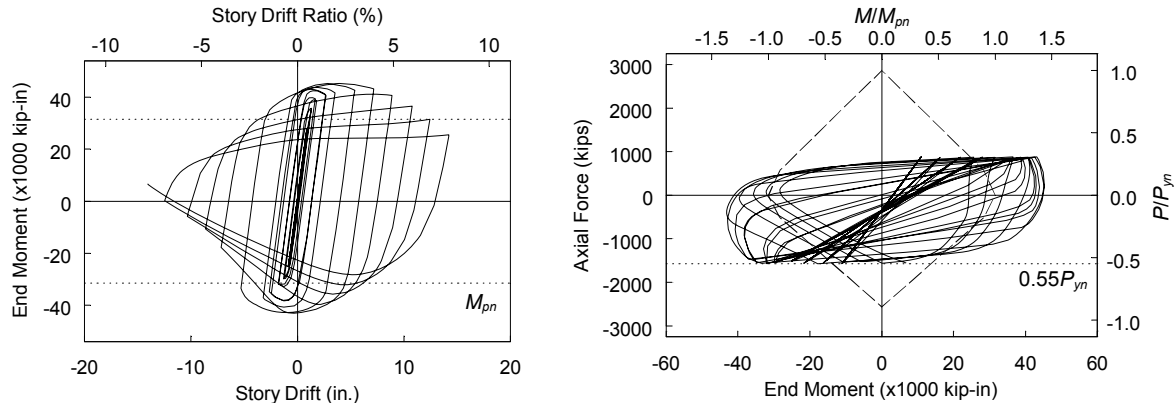 Story Drift Ratio (%)
-10 -5 0 5 10
End Moment (x1000 kip-in)
40
20
0
-20
-40
M_pn
-20 -10 0 10 20
Story Drift (in.)
M/M_pn
-1.5 -1.0 -0.5 0.0 0.5 1.0 1.5
Axial Force (kips)
3000
2000
1000
0
-1000
-2000
-3000
1.0
0.5
0.0
-0.5
-1.0
P/P_yn
0.55P_yn
-60 -40 -20 0 20 40 60
End Moment (x1000 kip-in)